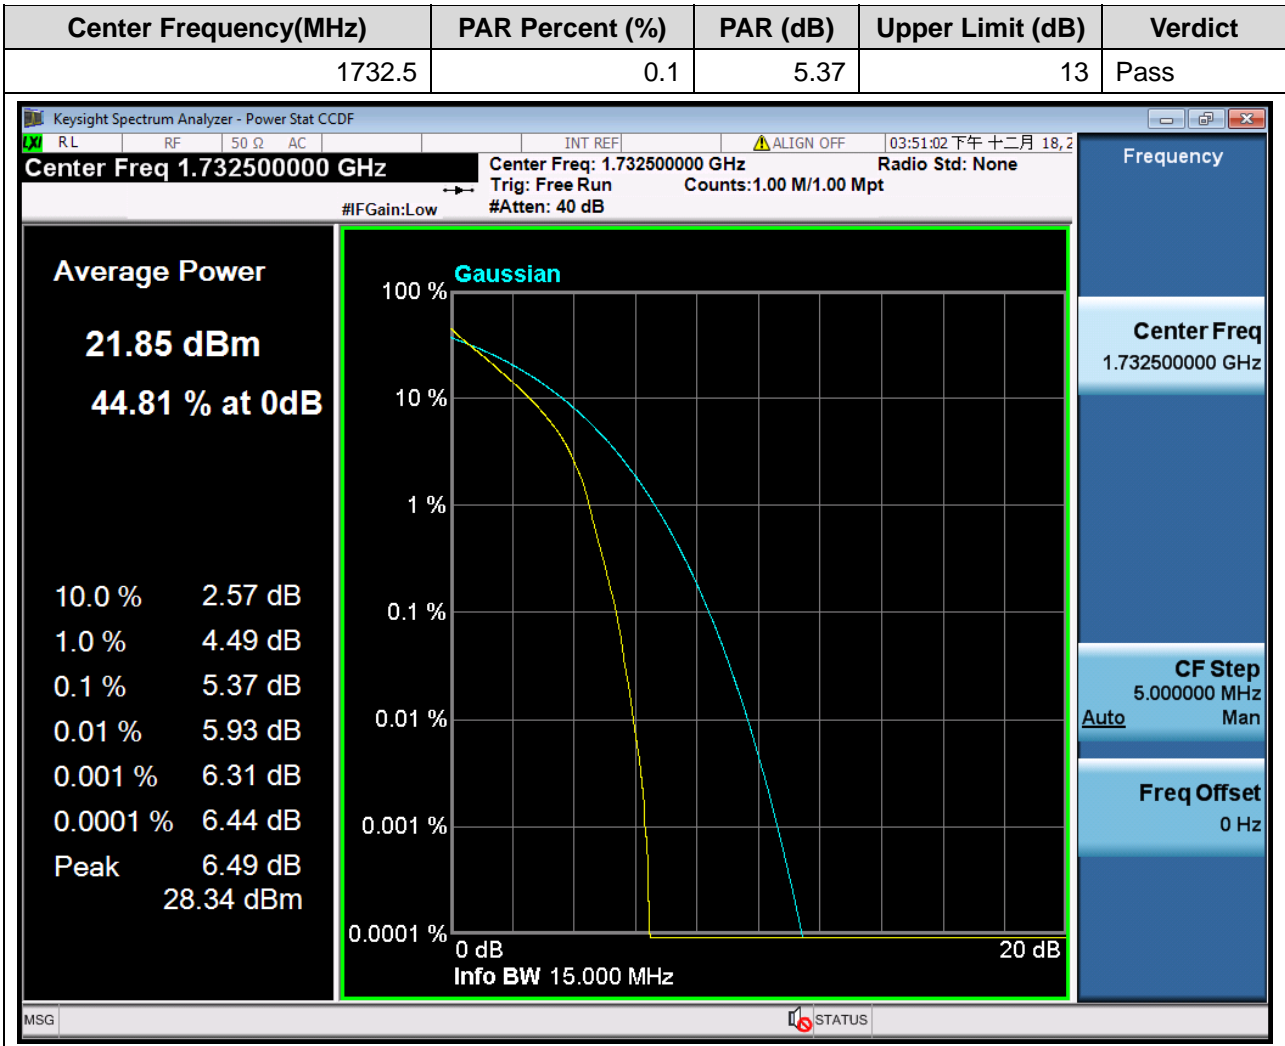 Center Frequency(MHz) PAR Percent (%) PAR (dB) Upper Limit (dB) Verdict
1732.5 0.1 5.37 13 Pass
Keysight Spectrum Analyzer - Power Stat CCDF
LXI RL RF 50 Ω AC INT REF ALIGN OFF 03:51:02下午 十二月 18, 2
Center Freq 1.732500000 GHz
Center Freq: 1.732500000 GHz Radio Std: None
Trig: Free Run Counts:1.00 M/1.00 Mpt
#IFGain:Low #Atten: 40 dB
Average Power
21.85 dBm
44.81 % at 0dB
10.0 % 2.57 dB
1.0 % 4.49 dB
0.1 % 5.37 dB
0.01 % 5.93 dB
0.001 % 6.31 dB
0.0001 % 6.44 dB
Peak 6.49 dB
28.34 dBm
Gaussian
100 %
10 %
1 %
0.1 %
0.01 %
0.001 %
0.0001 %
0 dB 20 dB
Info BW 15.000 MHz
Frequency
Center Freq
1.732500000 GHz
CF Step
5.000000 MHz
Auto Man
Freq Offset
0 Hz
MSG STATUS